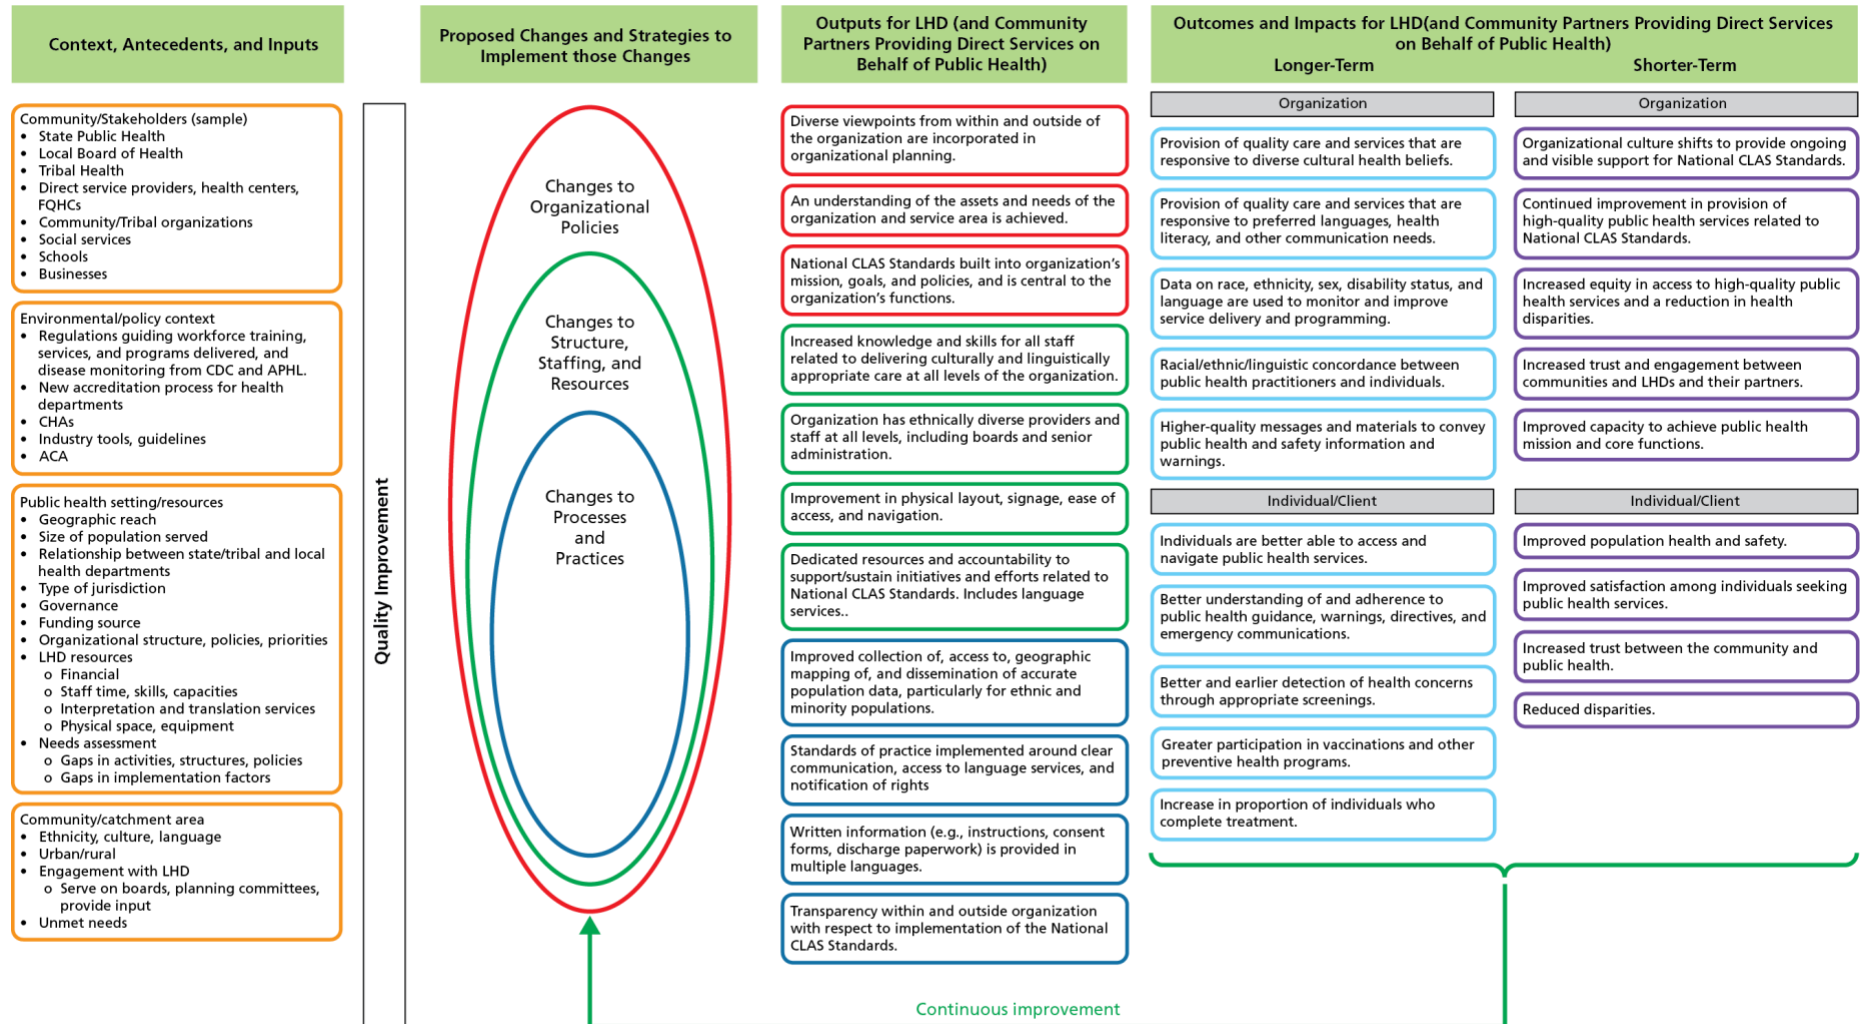 Context, Antecedents, and Inputs
Proposed Changes and Strategies to
Implement those Changes
Outputs for LHD (and Community
Partners Providing Direct Services on
Behalf of Public Health)
Outcomes and Impacts for LHD(and Community Partners Providing Direct Services
on Behalf of Public Health)
Longer-Term
Shorter-Term
Community/Stakeholders (sample)
• State Public Health
• Local Board of Health
• Tribal Health
• Direct service providers, health centers,
FQHCs
• Community/Tribal organizations
• Social services
• Schools
• Businesses
Environmental/policy context
• Regulations guiding workforce training,
services, and programs delivered, and
disease monitoring from CDC and APHL.
• New accreditation process for health
departments
• CHAs
• Industry tools, guidelines
• ACA
Public health setting/resources
• Geographic reach
• Size of population served
• Relationship between state/tribal and local
health departments
• Type of jurisdiction
• Governance
• Funding source
• Organizational structure, policies, priorities
• LHD resources
o Financial
o Staff time, skills, capacities
o Interpretation and translation services
o Physical space, equipment
• Needs assessment
o Gaps in activities, structures, policies
o Gaps in implementation factors
Community/catchment area
• Ethnicity, culture, language
• Urban/rural
• Engagement with LHD
o Serve on boards, planning committees,
provide input
• Unmet needs
Quality Improvement
Changes to
Organizational
Policies
Changes to
Structure,
Staffing, and
Resources
Changes to
Processes
and
Practices
Diverse viewpoints from within and outside of
the organization are incorporated in
organizational planning.
An understanding of the assets and needs of the
organization and service area is achieved.
National CLAS Standards built into organization's
mission, goals, and policies, and is central to the
organization's functions.
Increased knowledge and skills for all staff
related to delivering culturally and linguistically
appropriate care at all levels of the organization.
Organization has ethnically diverse providers and
staff at all levels, including boards and senior
administration.
Improvement in physical layout, signage, ease of
access, and navigation.
Dedicated resources and accountability to
support/sustain initiatives and efforts related to
National CLAS Standards. Includes language
services..
Improved collection of, access to, geographic
mapping of, and dissemination of accurate
population data, particularly for ethnic and
minority populations.
Standards of practice implemented around clear
communication, access to language services, and
notification of rights
Written information (e.g., instructions, consent
forms, discharge paperwork) is provided in
multiple languages.
Transparency within and outside organization
with respect to implementation of the National
CLAS Standards.
Organization
Provision of quality care and services that are
responsive to diverse cultural health beliefs.
Provision of quality care and services that are
responsive to preferred languages, health
literacy, and other communication needs.
Data on race, ethnicity, sex, disability status, and
language are used to monitor and improve
service delivery and programming.
Racial/ethnic/linguistic concordance between
public health practitioners and individuals.
Higher-quality messages and materials to convey
public health and safety information and
warnings.
Individual/Client
Individuals are better able to access and
navigate public health services.
Better understanding of and adherence to
public health guidance, warnings, directives, and
emergency communications.
Better and earlier detection of health concerns
through appropriate screenings.
Greater participation in vaccinations and other
preventive health programs.
Increase in proportion of individuals who
complete treatment.
Organization
Organizational culture shifts to provide ongoing
and visible support for National CLAS Standards.
Continued improvement in provision of
high-quality public health services related to
National CLAS Standards.
Increased equity in access to high-quality public
health services and a reduction in health
disparities.
Increased trust and engagement between
communities and LHDs and their partners.
Improved capacity to achieve public health
mission and core functions.
Individual/Client
Improved population health and safety.
Improved satisfaction among individuals seeking
public health services.
Increased trust between the community and
public health.
Reduced disparities.
Continuous improvement